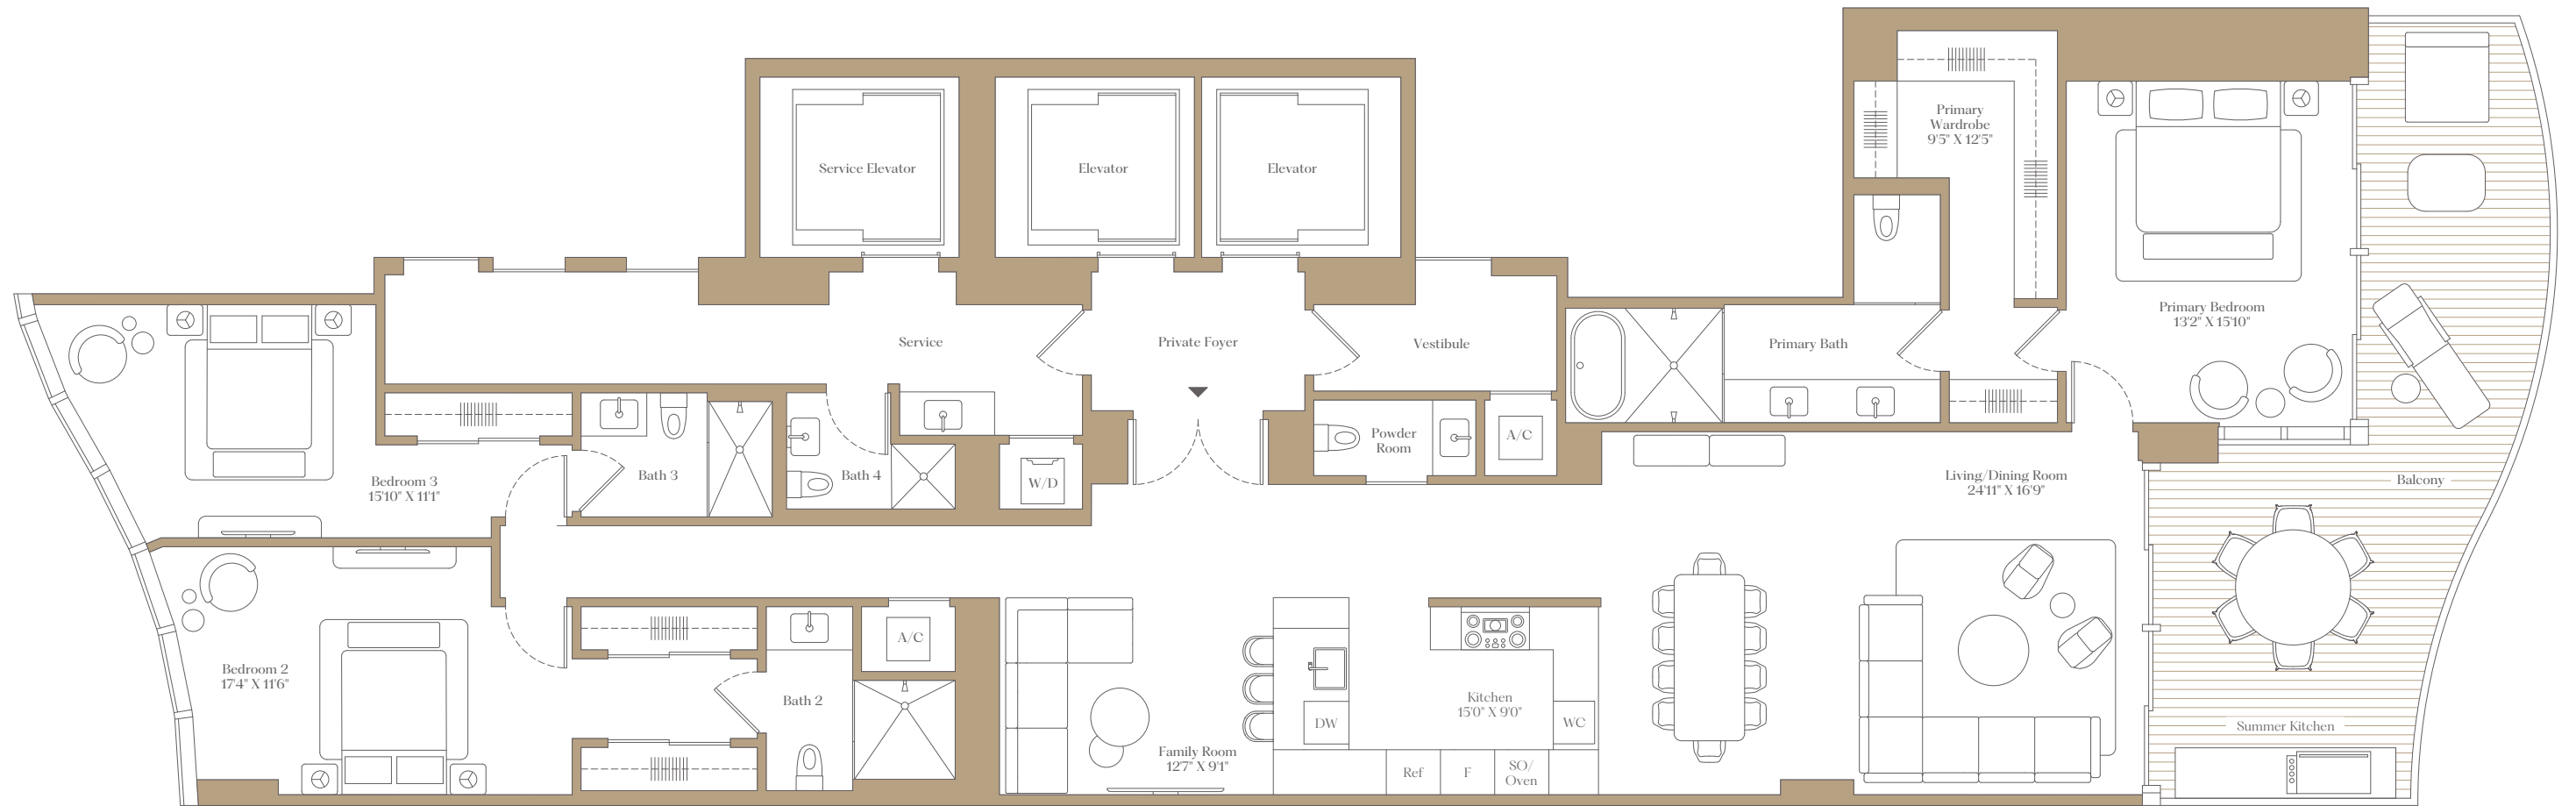 Service Elevator
Elevator
Elevator
Primary
Wardrobe
9'5" X 12'5"
Primary Bedroom
13'2" X 15'10"
Service
Private Foyer
Vestibule
Primary Bath
Bedroom 3
15'10" X 11'1"
Bath 3
Bath 4
W/D
Powder
Room
A/C
Living/Dining Room
24'11" X 16'9"
Balcony
Bedroom 2
17'4" X 11'6"
A/C
Bath 2
Family Room
12'7" X 9'1"
DW
Kitchen
15'0" X 9'0"
WC
Ref
F
SO/
Oven
Summer Kitchen